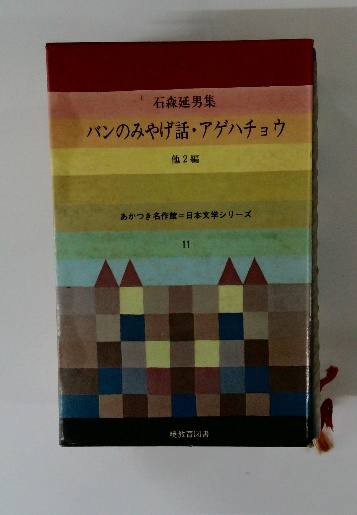 石森延男集
バンのみやげ話・アゲハチョウ
他2編
あかつき名作館=日本文学シリーズ
11
暁教育図書